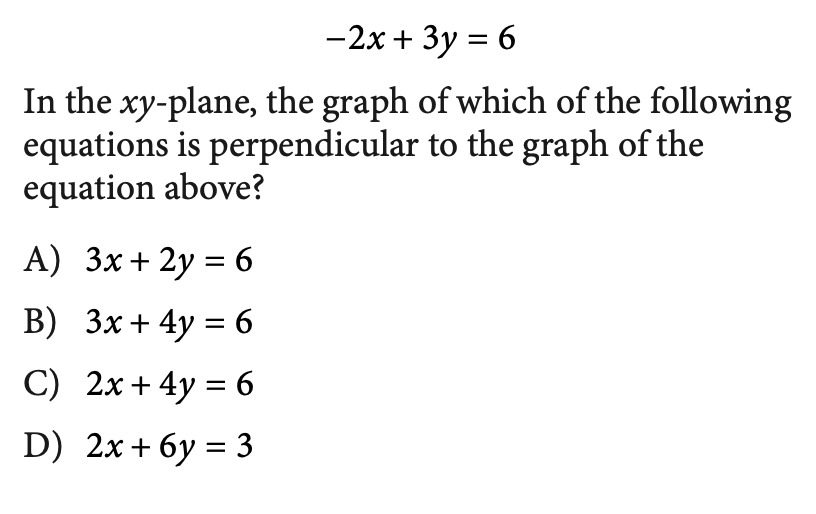 −2x + 3y = 6
In the xy-plane, the graph of which of the following
equations is perpendicular to the graph of the
equation above?
A) 3x + 2y = 6
B) 3x + 4y = 6
C) 2x + 4y = 6
D) 2x + 6y = 3